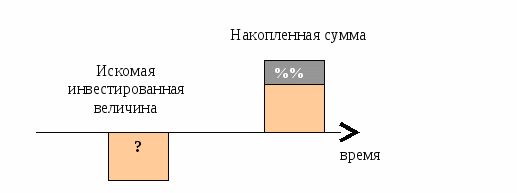 Накопленная сумма
%%
Искомая
инвестированная
величина
?
время